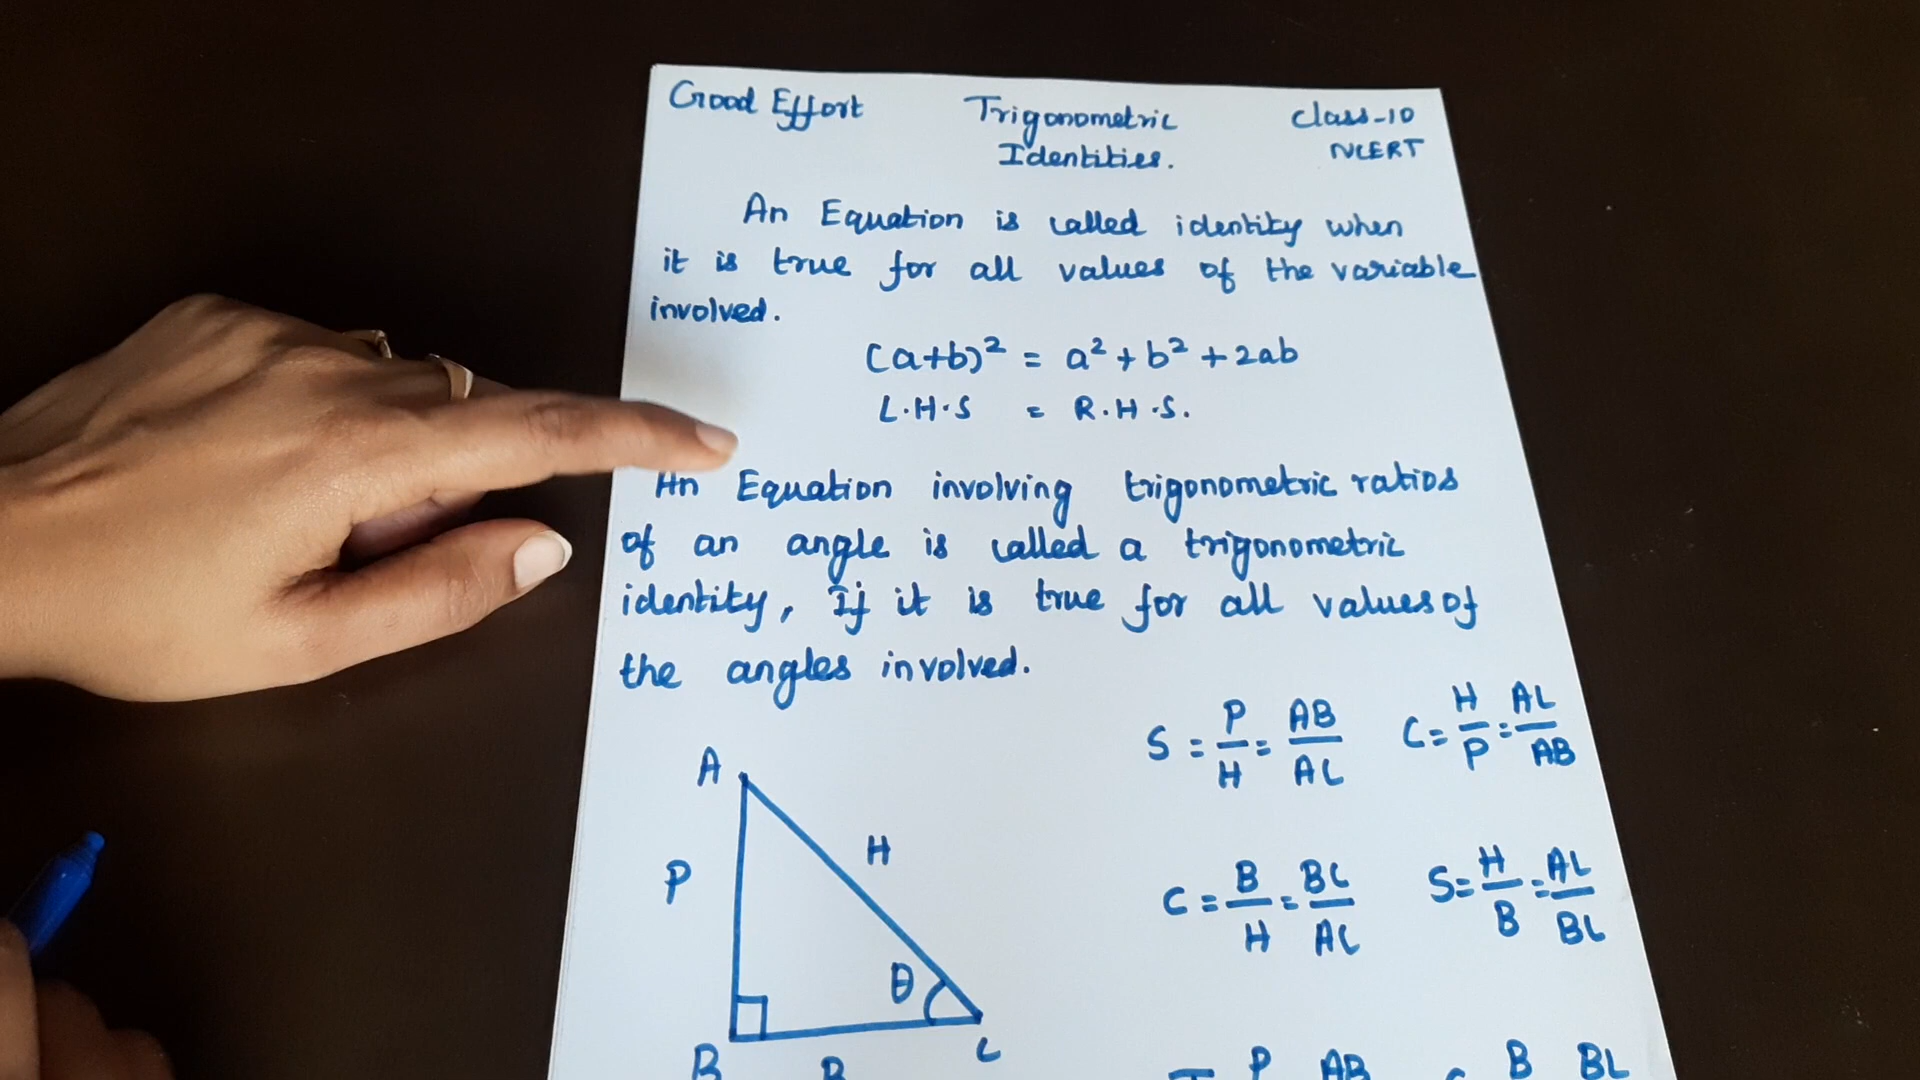 Good Effort
Trigonometric
Identities.
Class-10
NCERT
An Equation is called identity when
it is true for all values of the variable
involved.
(a+b)² = a² + b² + 2ab
L.H.S = R.H.S.
An Equation involving trigonometric ratios
of an angle is called a trigonometric
identity, If it is true for all values of
the angles involved.
S = P/H = AB/AC
C = H/P = AC/AB
A
H
P
C = B/H = BC/AC
S = H/B = AC/BC
θ
B
C
B
P AB
B BC